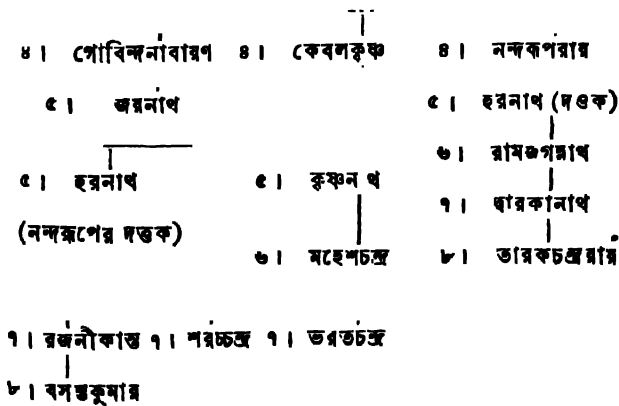 ৪। গোবিন্দনারায়ণ ৪। কেবলকৃষ্ণ ৪। নন্দরূপরায়
৫। জয়নাথ ৫। হরনাথ (দত্তক)
৬। রামজগন্নাথ
৫। হরনাথ ৫। কৃষ্ণন থ
৭। দ্বারকানাথ
(নন্দরূপের দত্তক)
৬। মহেশচন্দ্র ৮। তারকচন্দ্ররায়
৭। রজনীকান্ত ৭। শরচ্চন্দ্র ৭। ভরতচন্দ্র
৮। বসন্তকুমার